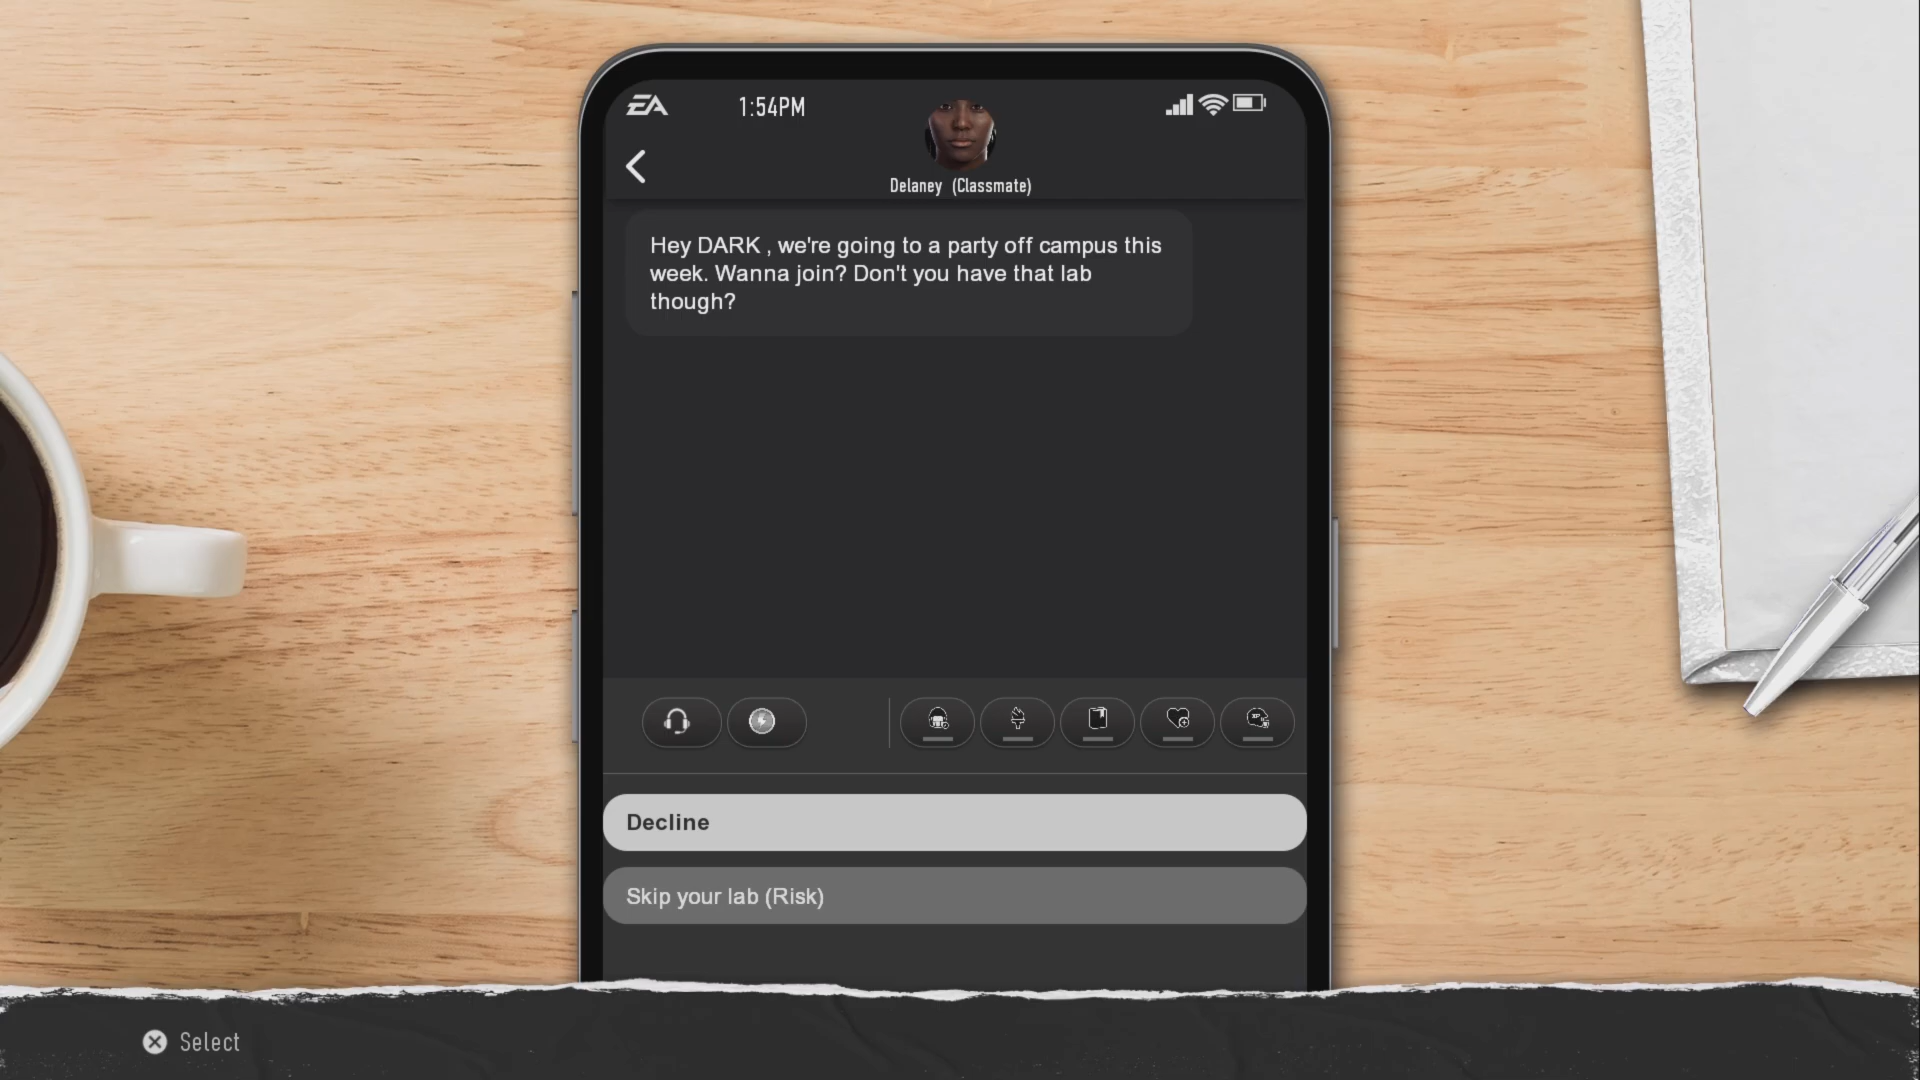 EA
1:54PM
Delaney (Classmate)
Hey DARK , we're going to a party off campus this
week. Wanna join? Don't you have that lab
though?
Decline
Skip your lab (Risk)
Select